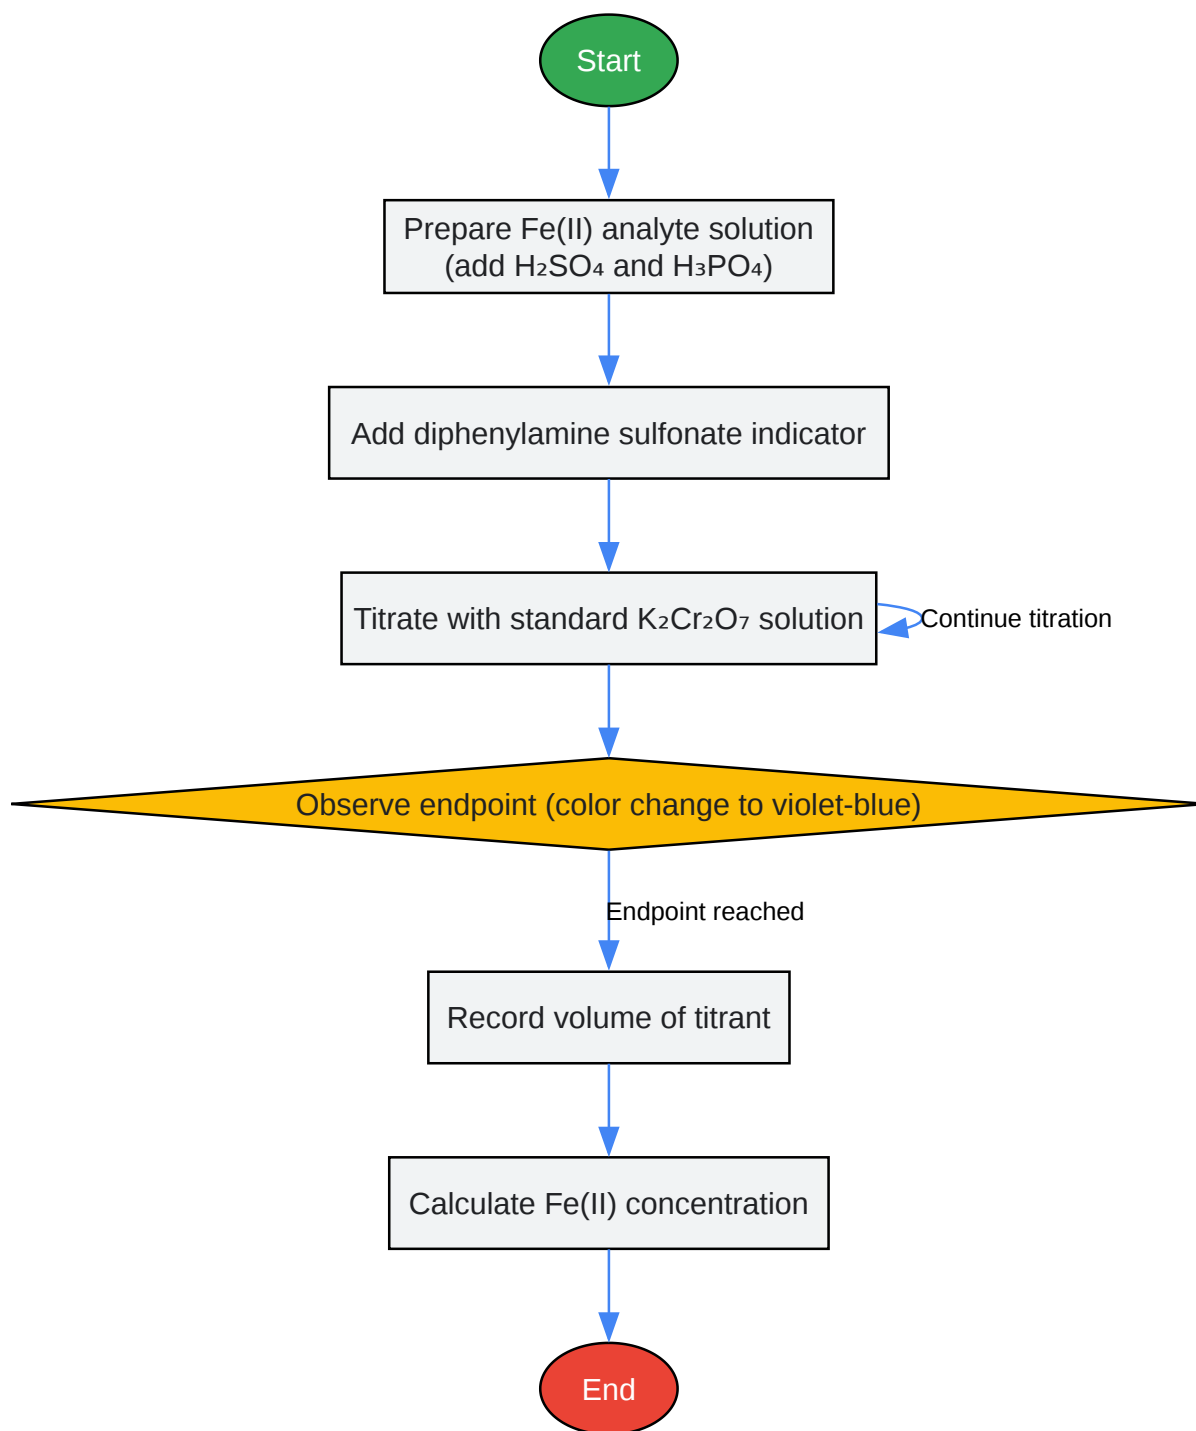 Start
Prepare Fe(II) analyte solution
(add H₂SO₄ and H₃PO₄)
Add diphenylamine sulfonate indicator
Titrate with standard K₂Cr₂O₇ solution
Continue titration
Observe endpoint (color change to violet-blue)
Endpoint reached
Record volume of titrant
Calculate Fe(II) concentration
End